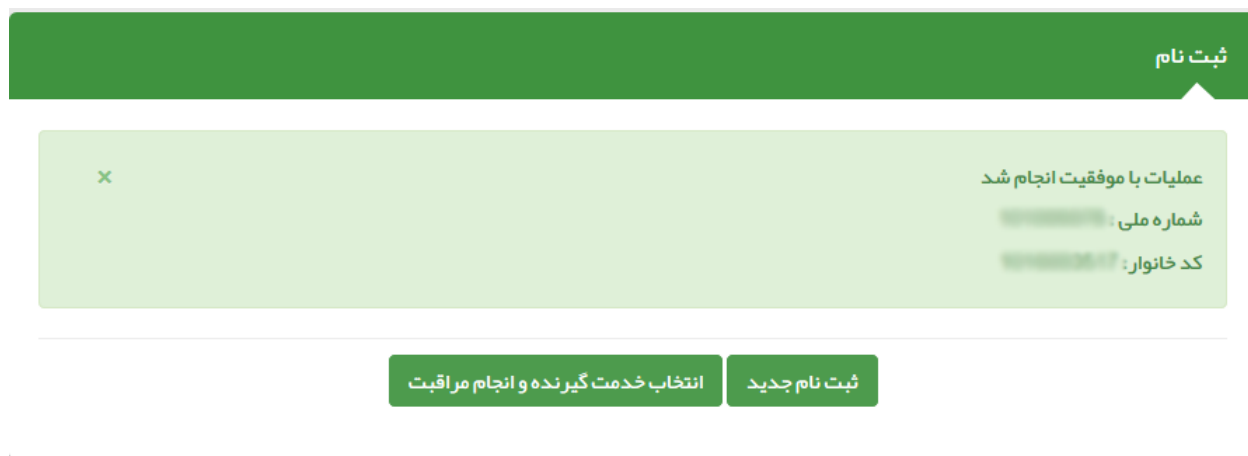 ثبت نام
عملیات با موفقیت انجام شد
×
شماره ملی :
کد خانوار :
ثبت نام جدید
انتخاب خدمت گیرنده و انجام مراقبت